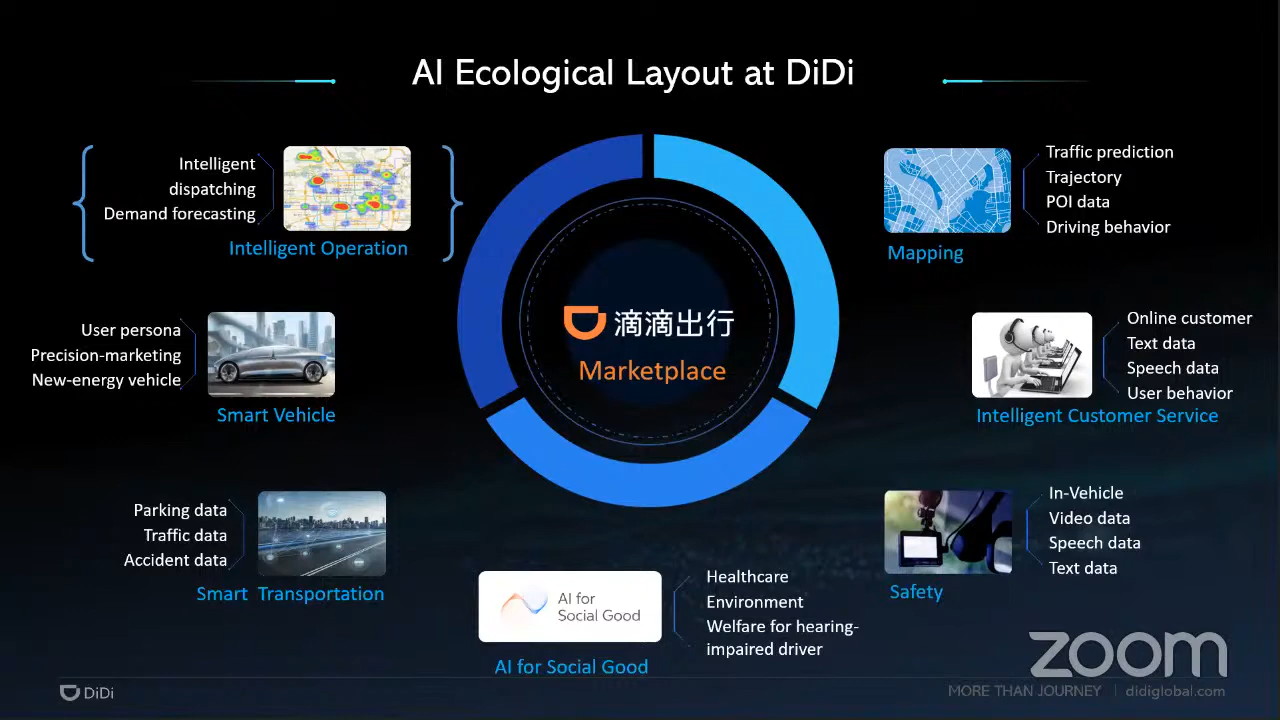 AI Ecological Layout at DiDi
Intelligent
dispatching
Demand forecasting
Intelligent Operation
User persona
Precision-marketing
New-energy vehicle
Smart Vehicle
Parking data
Traffic data
Accident data
Smart Transportation
滴滴出行
Marketplace
AI for
Social Good
AI for Social Good
Healthcare
Environment
Welfare for hearing-
impaired driver
Traffic prediction
Trajectory
POI data
Driving behavior
Mapping
Online customer
Text data
Speech data
User behavior
Intelligent Customer Service
In-Vehicle
Video data
Speech data
Text data
Safety
zoom
DiDi
MORE THAN JOURNEY | didiglobal.com